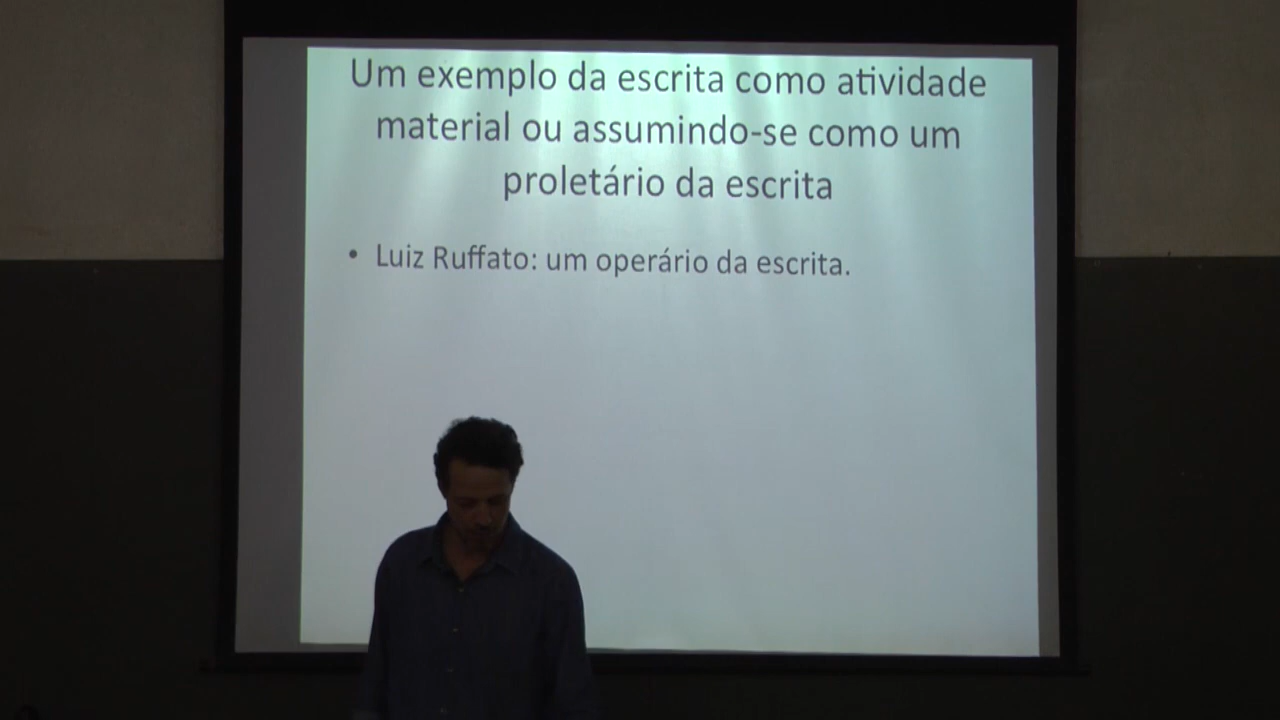 Um exemplo da escrita como atividade
material ou assumindo-se como um
proletário da escrita
• Luiz Ruffato: um operário da escrita.